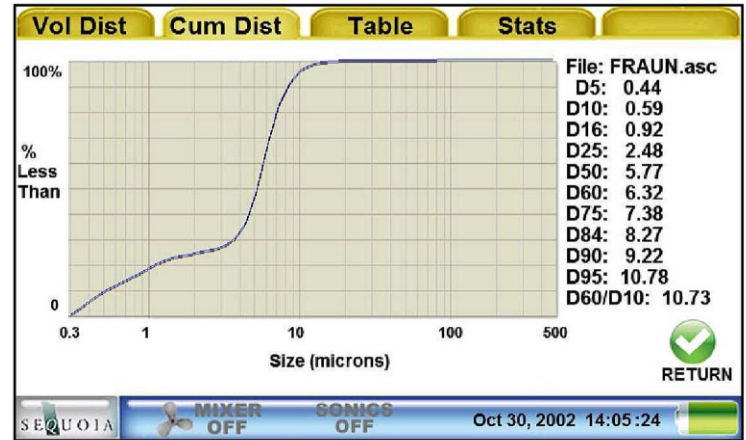 Vol Dist Cum Dist Table Stats
100%
%
Less
Than
0
0.3 1 10 100 500
Size (microns)
File: FRAUN.asc
D5: 0.44
D10: 0.59
D16: 0.92
D25: 2.48
D50: 5.77
D60: 6.32
D75: 7.38
D84: 8.27
D90: 9.22
D95: 10.78
D60/D10: 10.73
RETURN
SEQUOIA
MIXER
OFF
SONICS
OFF
Oct 30, 2002 14:05:24